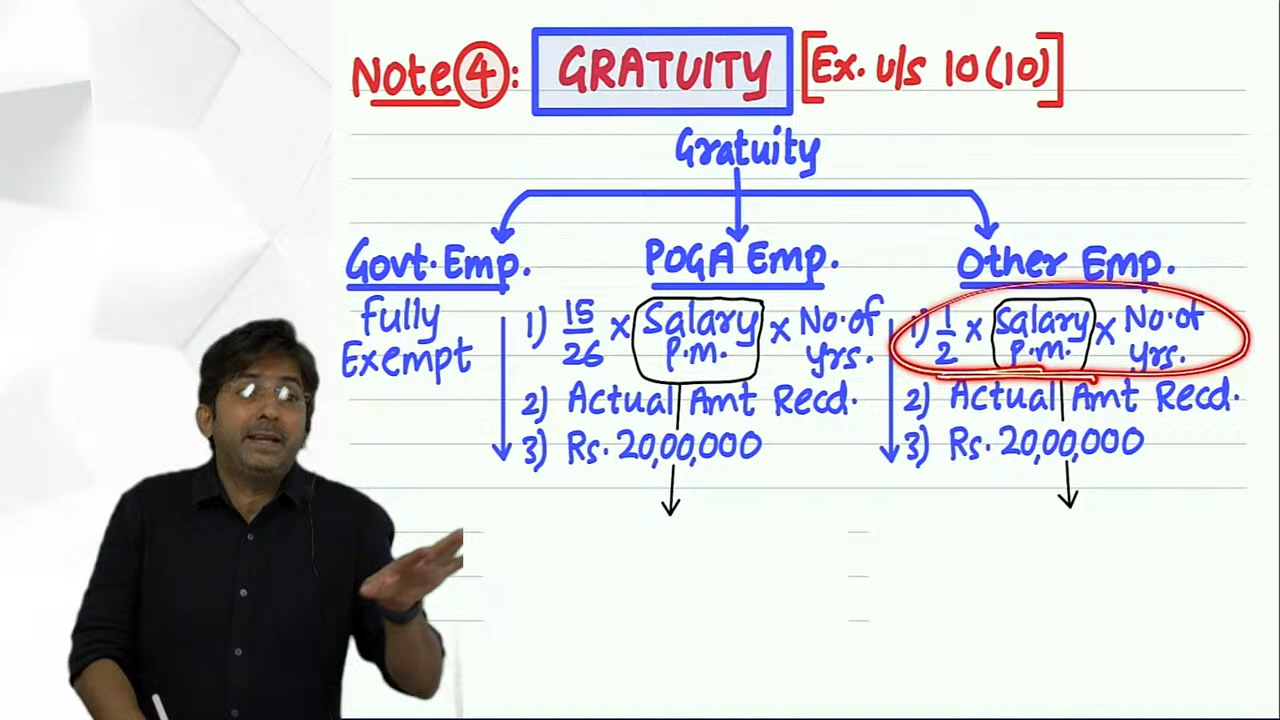 Note 4: GRATUITY [Ex. u/s 10(10)]
Gratuity
Govt. Emp.
Fully
Exempt
POGA Emp.
1) 15/26 × Salary p.m. × No. of yrs.
2) Actual Amt Recd.
3) Rs. 20,00,000
Other Emp.
1) 1/2 × Salary p.m. × No. of yrs.
2) Actual Amt Recd.
3) Rs. 20,00,000